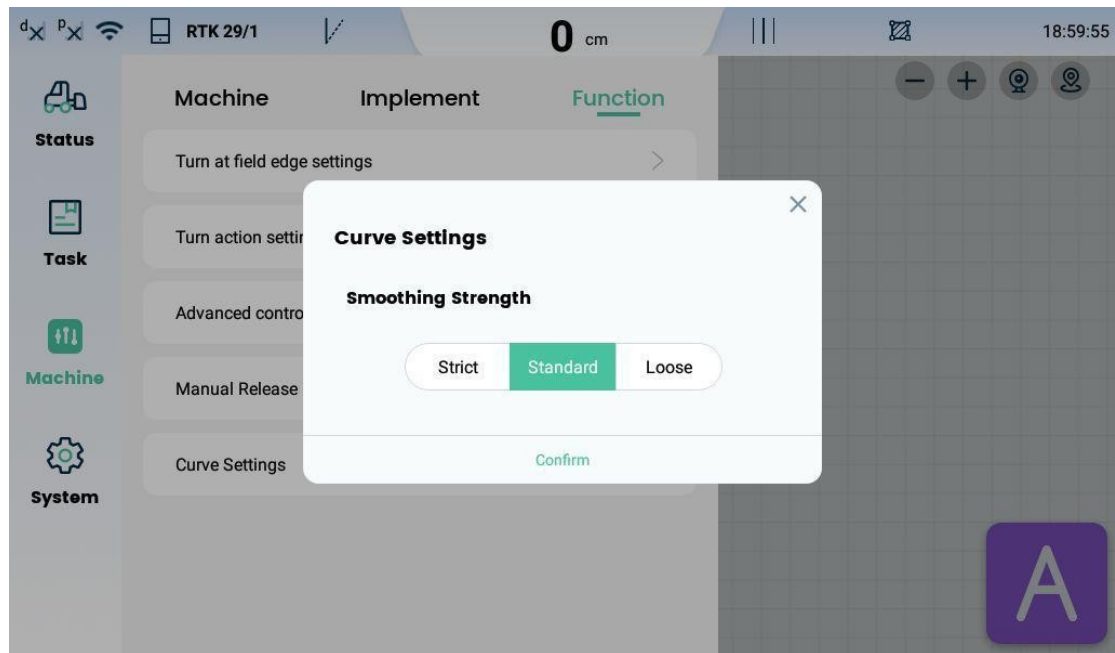 d P RTK 29/1 0 cm 18:59:55
Machine Implement Function
Status
Turn at field edge settings
Turn action settin
Curve Settings
Task
Smoothing Strength
Advanced contro
Strict Standard Loose
Machine
Manual Release
Curve Settings
Confirm
System
A